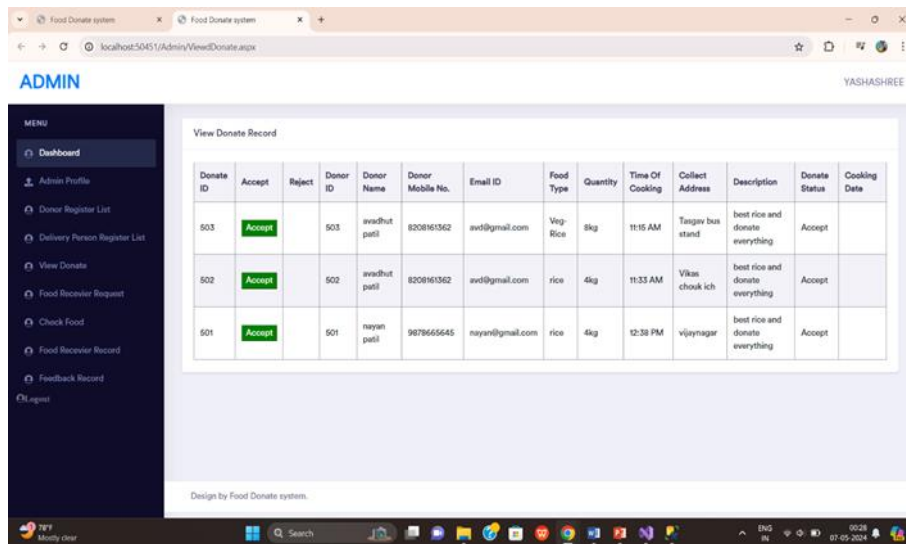 Food Donate system
Food Donate system
localhost:50451/Admin/ViewdDonate.aspx
ADMIN
YASHASHREE
MENU
Dashboard
Admin Profile
Donor Register List
Delivery Person Register List
View Donate
Food Recevier Request
Check Food
Food Recevier Record
Feedback Record
Logout
View Donate Record
Donate ID Accept Reject Donor ID Donor Name Donor Mobile No. Email ID Food Type Quantity Time Of Cooking Collect Address Description Donate Status Cooking Date
503 Accept 503 avadhut patil 8208161362 avd@gmail.com Veg-Rice 8kg 11:15 AM Tasgav bus stand best rice and donate everything Accept
502 Accept 502 avadhut patil 8208161362 avd@gmail.com rice 4kg 11:33 AM Vikas chouk ich best rice and donate everything Accept
501 Accept 501 nayan patil 9878665645 nayan@gmail.com rice 4kg 12:38 PM vijaynagar best rice and donate everything Accept
Design by Food Donate system.
78°F
Mostly clear
Search
ENG
IN
00:28
07-05-2024